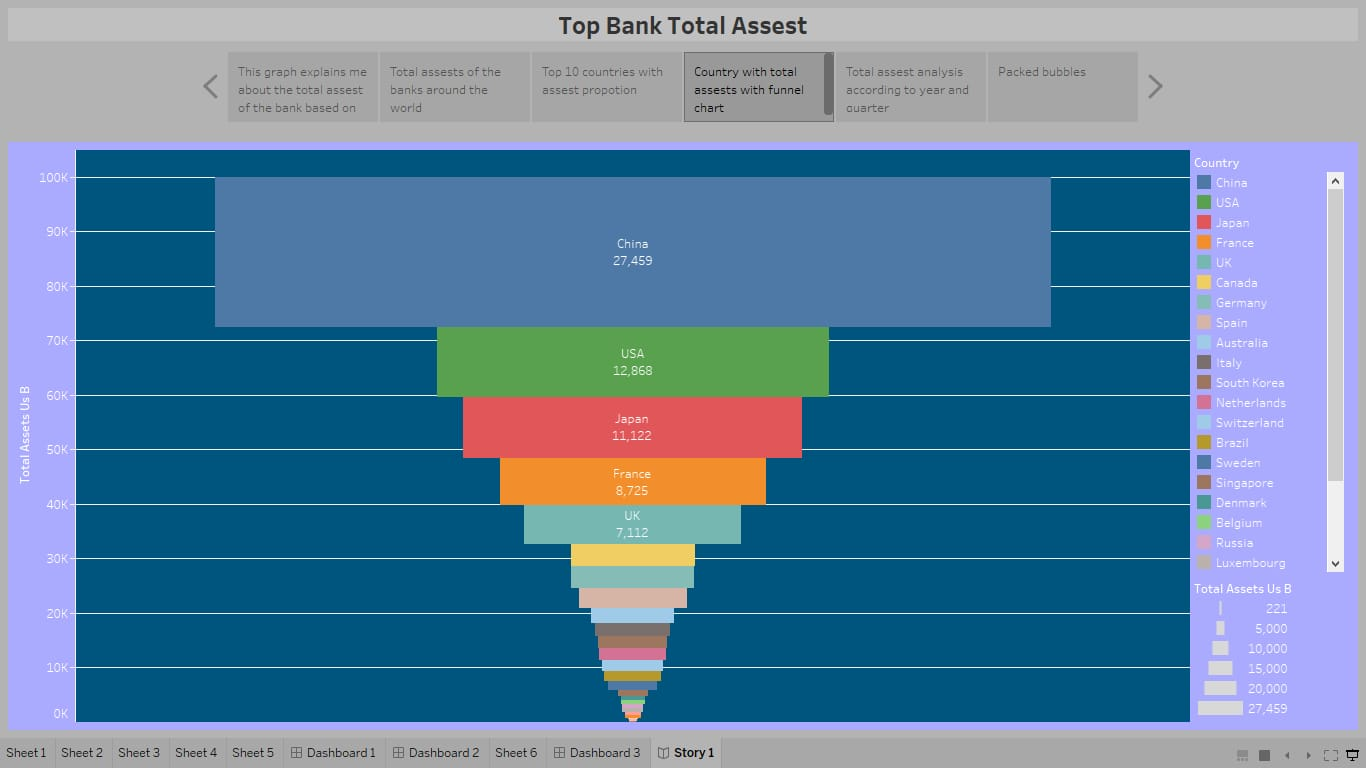 Top Bank Total Assest
This graph explains me
about the total assest
of the bank based on
Total assests of the
banks around the
world
Top 10 countries with
assest propotion
Country with total
assests with funnel
chart
Total assest analysis
according to year and
quarter
Packed bubbles
Total Assets Us B
100K
90K
80K
70K
60K
50K
40K
30K
20K
10K
0K
China
27,459
USA
12,868
Japan
11,122
France
8,725
UK
7,112
Country
China
USA
Japan
France
UK
Canada
Germany
Spain
Australia
Italy
South Korea
Netherlands
Switzerland
Brazil
Sweden
Singapore
Denmark
Belgium
Russia
Luxembourg
Total Assets Us B
221
5,000
10,000
15,000
20,000
27,459
Sheet 1 Sheet 2 Sheet 3 Sheet 4 Sheet 5 Dashboard 1 Dashboard 2 Sheet 6 Dashboard 3 Story 1